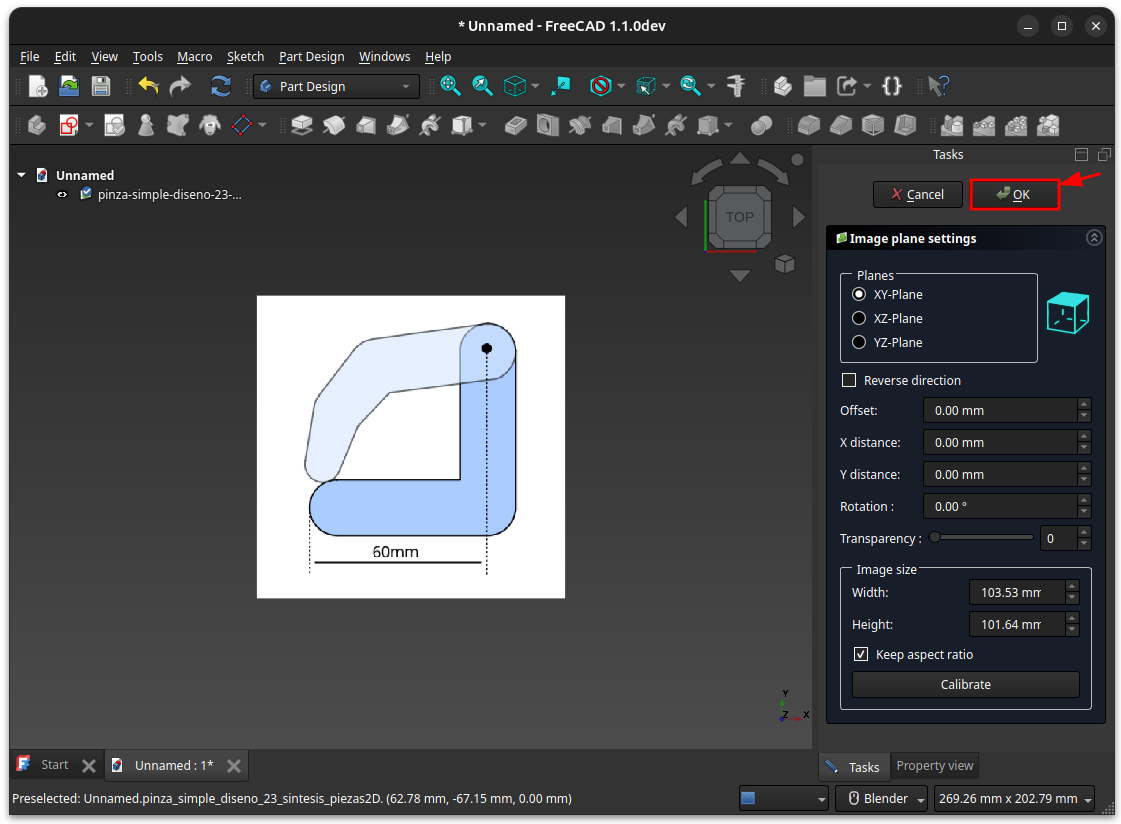 * Unnamed - FreeCAD 1.1.0dev
File Edit View Tools Macro Sketch Part Design Windows Help
Part Design
Tasks
Unnamed
pinza-simple-diseno-23-...
TOP
Cancel OK
Image plane settings
Planes
XY-Plane
XZ-Plane
YZ-Plane
Reverse direction
Offset: 0.00 mm
X distance: 0.00 mm
Y distance: 0.00 mm
Rotation : 0.00 °
Transparency : 0
Image size
Width: 103.53 mm
Height: 101.64 mm
Keep aspect ratio
Calibrate
60mm
Y
Z X
Start Unnamed : 1*
Tasks Property view
Preselected: Unnamed.pinza_simple_diseno_23_sintesis_piezas2D. (62.78 mm, -67.15 mm, 0.00 mm)
Blender 269.26 mm x 202.79 mm